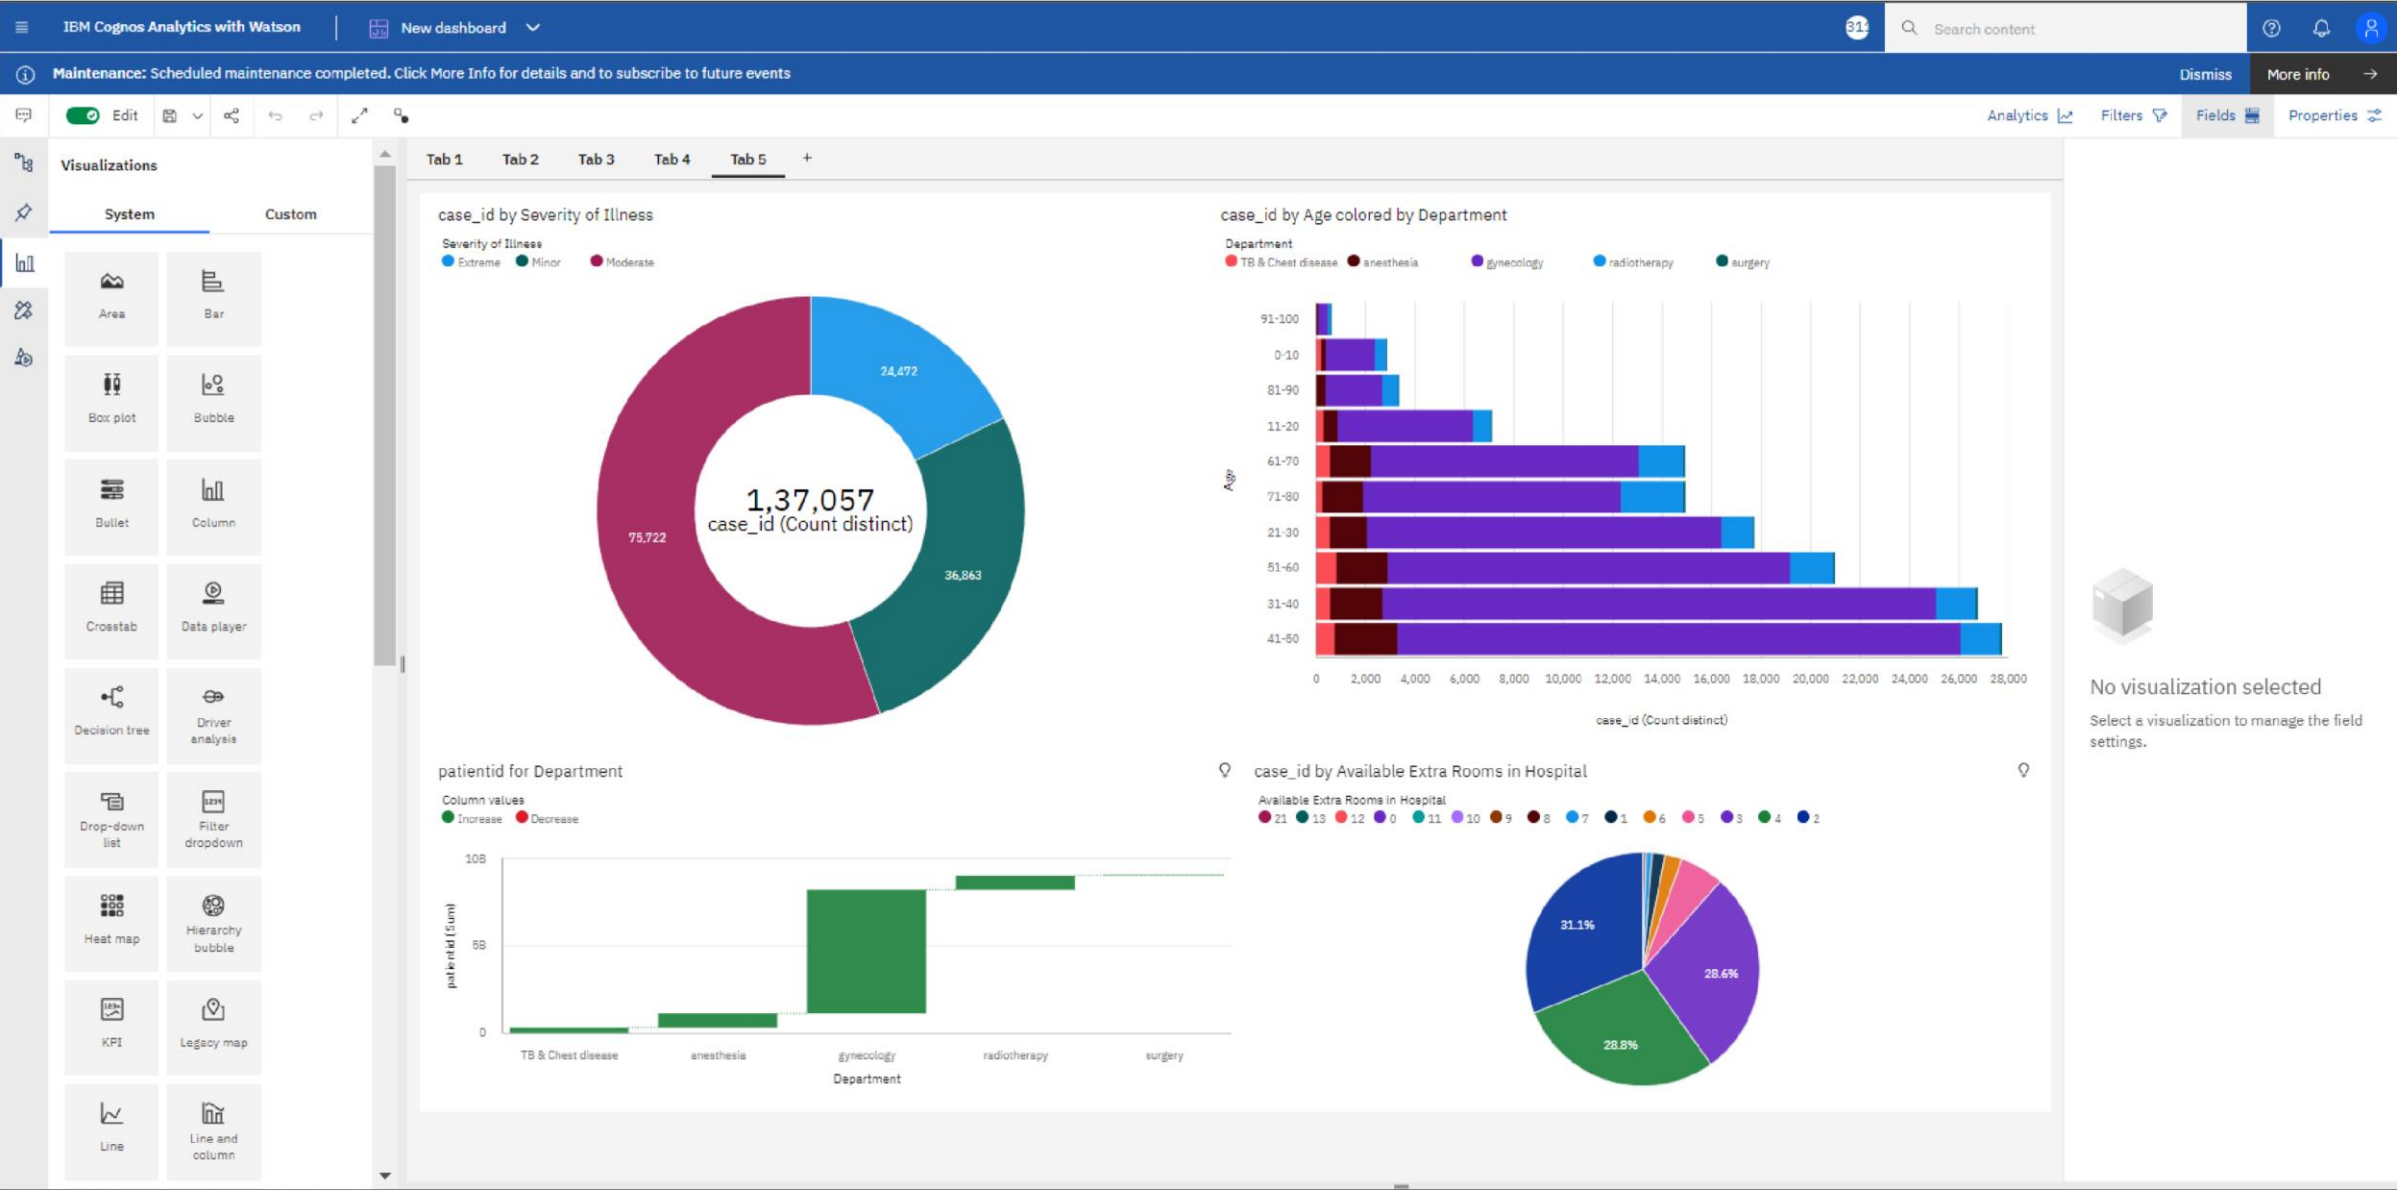 IBM Cognos Analytics with Watson
New dashboard
Search content
Maintenance: Scheduled maintenance completed. Click More Info for details and to subscribe to future events
Dismiss
More info
Edit
Analytics
Filters
Fields
Properties
Visualizations
System
Custom
Area
Bar
Box plot
Bubble
Bullet
Column
Crosstab
Data player
Decision tree
Driver
analysis
Drop-down
list
Filter
dropdown
Heat map
Hierarchy
bubble
KPI
Legacy map
Line
Line and
column
Tab 1
Tab 2
Tab 3
Tab 4
Tab 5
+
case_id by Severity of Illness
Severity of Illness
Extreme
Minor
Moderate
24,472
1,37,057
case_id (Count distinct)
75,722
36,863
case_id by Age colored by Department
Department
TB & Chest disease
anesthesia
gynecology
radiotherapy
surgery
Age
91-100
0-10
81-90
11-20
61-70
71-80
21-30
51-60
31-40
41-50
0
2,000
4,000
6,000
8,000
10,000
12,000
14,000
16,000
18,000
20,000
22,000
24,000
26,000
28,000
case_id (Count distinct)
patientid for Department
Column values
Increase
Decrease
patientid (Sum)
10B
5B
0
TB & Chest disease
anesthesia
gynecology
radiotherapy
surgery
Department
case_id by Available Extra Rooms in Hospital
Available Extra Rooms in Hospital
21
13
12
0
11
10
9
8
7
1
6
5
3
4
2
31.1%
28.6%
28.8%
No visualization selected
Select a visualization to manage the field
settings.